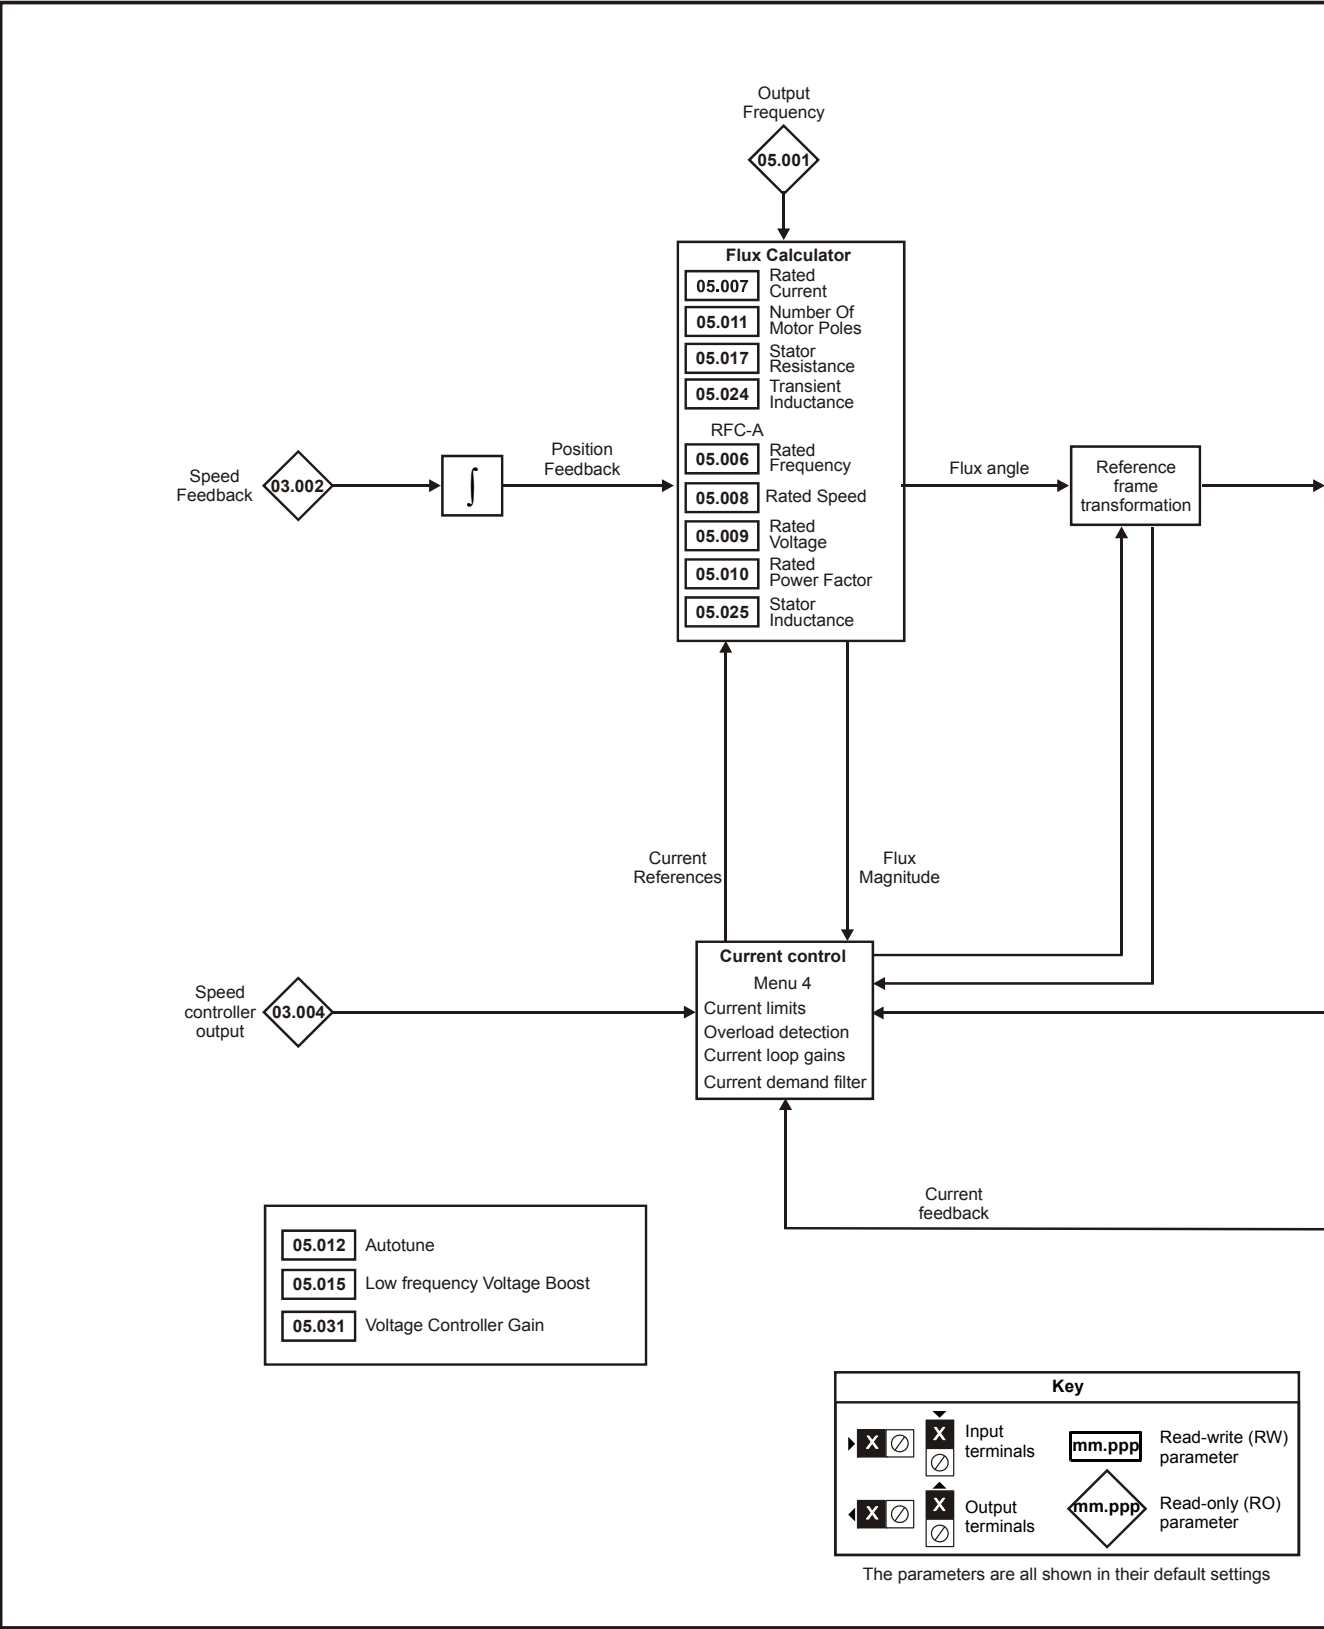 Output
Frequency
05.001
Flux Calculator
05.007 Rated
Current
05.011 Number Of
Motor Poles
05.017 Stator
Resistance
05.024 Transient
Inductance
RFC-A
05.006 Rated
Frequency
05.008 Rated Speed
05.009 Rated
Voltage
05.010 Rated
Power Factor
05.025 Stator
Inductance
Speed
Feedback
03.002
∫
Position
Feedback
Flux angle
Reference
frame
transformation
Current
References
Flux
Magnitude
Speed
controller
output
03.004
Current control
Menu 4
Current limits
Overload detection
Current loop gains
Current demand filter
Current
feedback
05.012 Autotune
05.015 Low frequency Voltage Boost
05.031 Voltage Controller Gain
Key
X
X
Input
terminals
mm.ppp
Read-write (RW)
parameter
X
X
Output
terminals
mm.ppp
Read-only (RO)
parameter
The parameters are all shown in their default settings